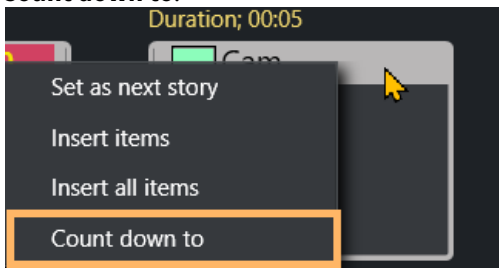 Duration; 00:05
Cam
Set as next story
Insert items
Insert all items
Count down to